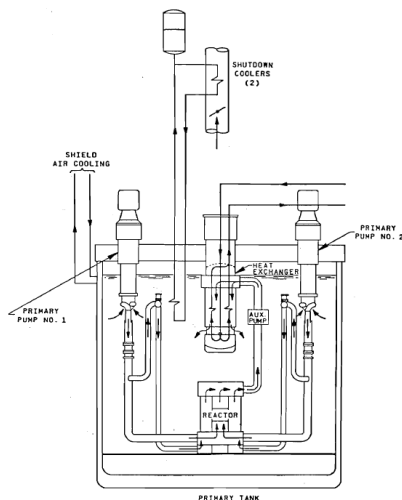 SHUTDOWN
COOLERS
(2)
SHIELD
AIR COOLING
PRIMARY
PUMP NO. 2
HEAT
EXCHANGER
PRIMARY
PUMP NO. 1
AUX.
PUMP
REACTOR
PRIMARY TANK